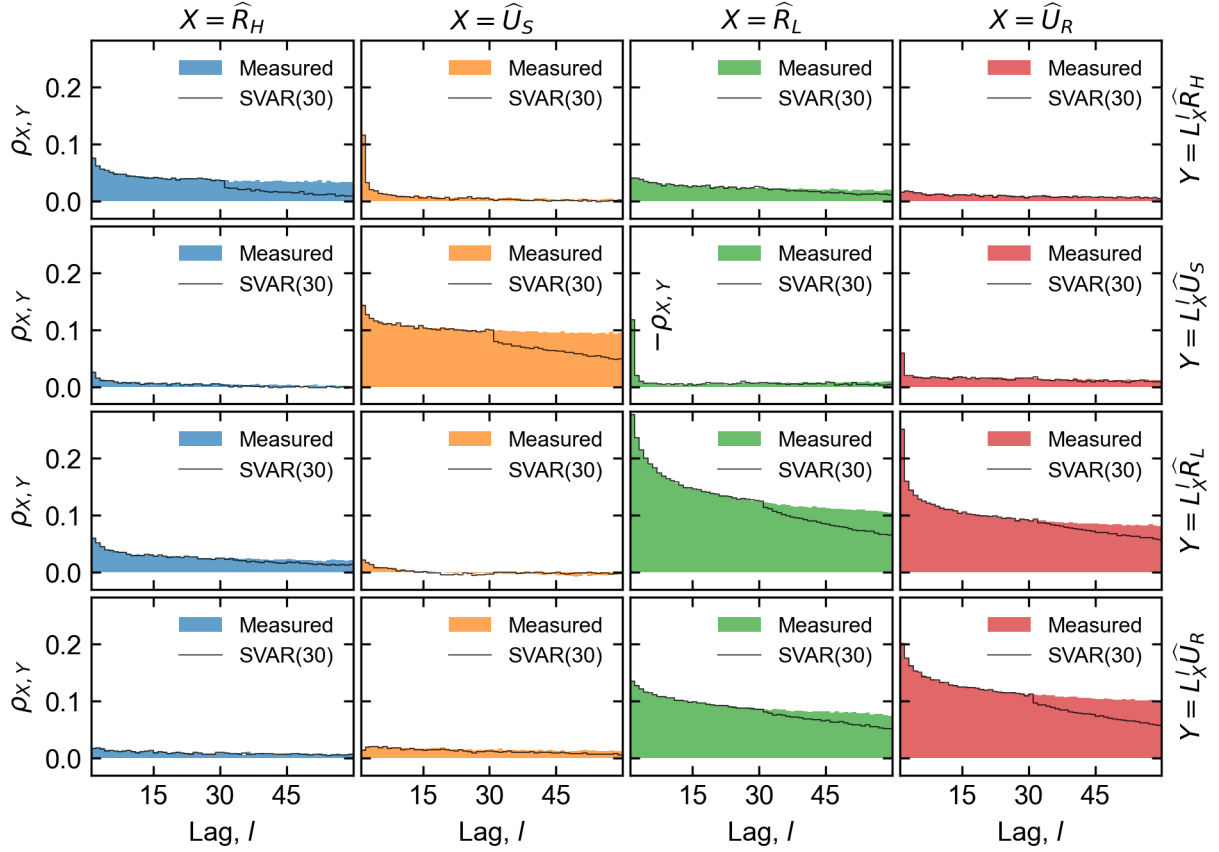 X = R̂_H X = Û_S X = R̂_L X = Û_R
ρ_X,Y
0.2
0.1
0.0
Measured
SVAR(30)
Measured
SVAR(30)
Measured
SVAR(30)
Measured
SVAR(30)
Y = L_X^l R̂_H
ρ_X,Y
0.2
0.1
0.0
Measured
SVAR(30)
Measured
SVAR(30)
−ρ_X,Y
Measured
SVAR(30)
Measured
SVAR(30)
Y = L_X^l Û_S
ρ_X,Y
0.2
0.1
0.0
Measured
SVAR(30)
Measured
SVAR(30)
Measured
SVAR(30)
Measured
SVAR(30)
Y = L_X^l R̂_L
ρ_X,Y
0.2
0.1
0.0
Measured
SVAR(30)
Measured
SVAR(30)
Measured
SVAR(30)
Measured
SVAR(30)
Y = L_X^l Û_R
15 30 45 15 30 45 15 30 45 15 30 45
Lag, l Lag, l Lag, l Lag, l